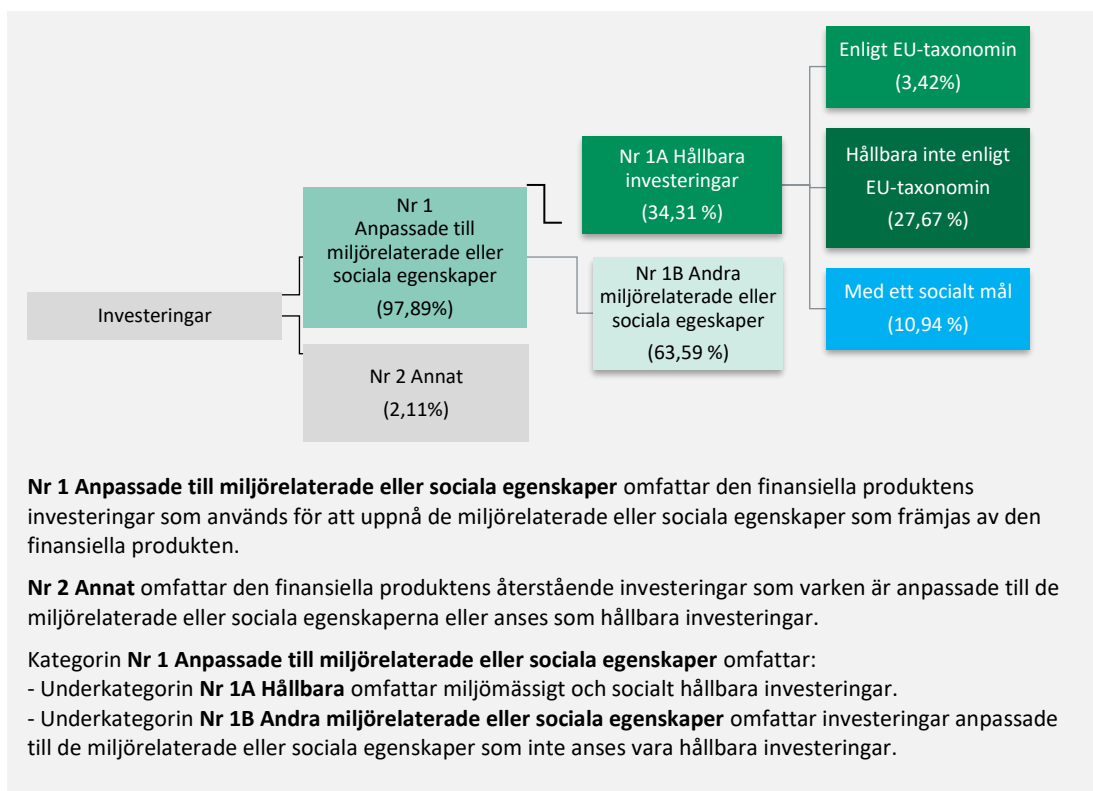 Enligt EU-taxonomin
(3,42%)
Nr 1A Hållbara
investeringar
(34,31 %)
Hållbara inte enligt
EU-taxonomin
(27,67 %)
Nr 1
Anpassade till
miljörelaterade eller
sociala egenskaper
(97,89%)
Nr 1B Andra
miljörelaterade eller
sociala egeskaper
(63,59 %)
Med ett socialt mål
(10,94 %)
Investeringar
Nr 2 Annat
(2,11%)
Nr 1 Anpassade till miljörelaterade eller sociala egenskaper omfattar den finansiella produktens
investeringar som används för att uppnå de miljörelaterade eller sociala egenskaper som främjas av den
finansiella produkten.
Nr 2 Annat omfattar den finansiella produktens återstående investeringar som varken är anpassade till de
miljörelaterade eller sociala egenskaperna eller anses som hållbara investeringar.
Kategorin Nr 1 Anpassade till miljörelaterade eller sociala egenskaper omfattar:
- Underkategorin Nr 1A Hållbara omfattar miljömässigt och socialt hållbara investeringar.
- Underkategorin Nr 1B Andra miljörelaterade eller sociala egenskaper omfattar investeringar anpassade
till de miljörelaterade eller sociala egenskaper som inte anses vara hållbara investeringar.